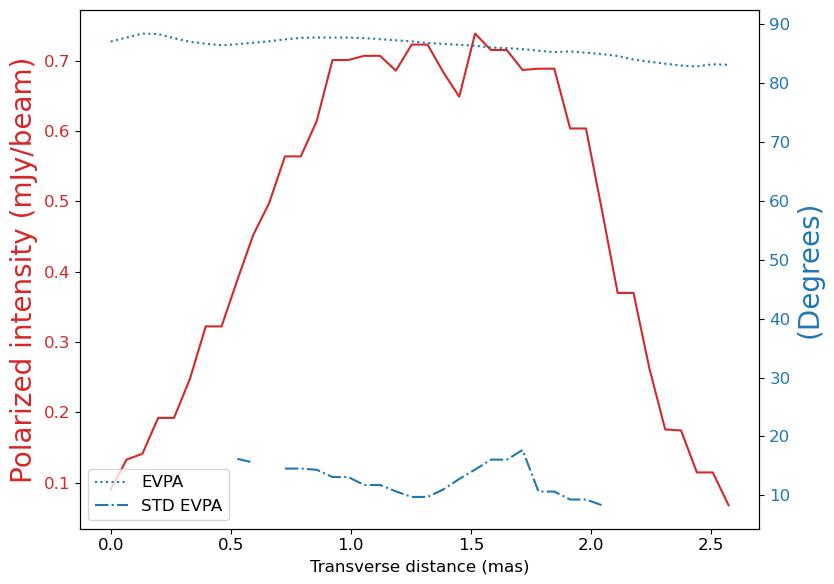 Polarized intensity (mJy/beam)
0.7
0.6
0.5
0.4
0.3
0.2
0.1
90
80
70
60
50
40
30
20
10
(Degrees)
EVPA
STD EVPA
0.0 0.5 1.0 1.5 2.0 2.5
Transverse distance (mas)